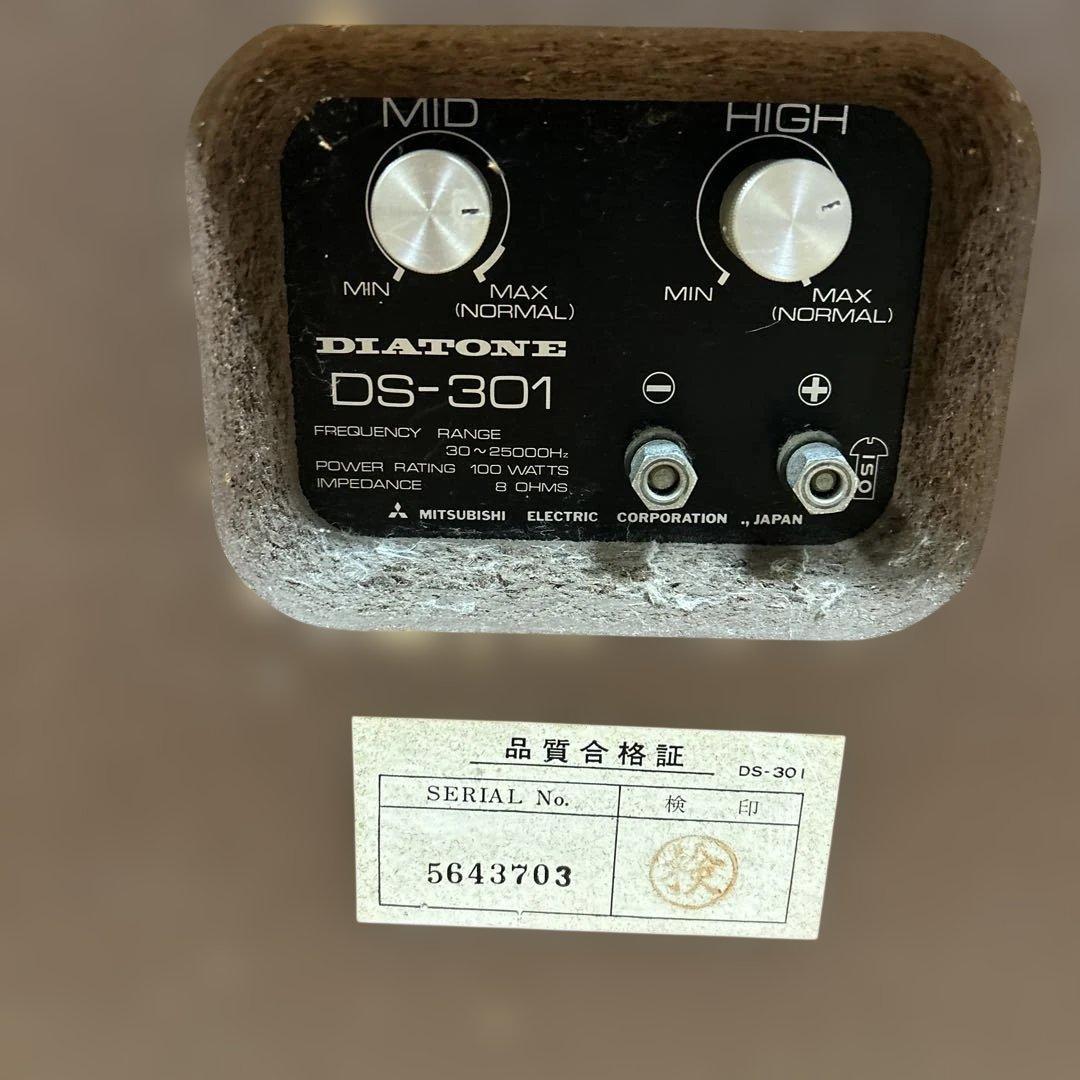 MID HIGH
MIN MAX (NORMAL)
MIN MAX (NORMAL)
DIATONE
DS-301
FREQUENCY RANGE
30~25000Hz
POWER RATING 100 WATTS
IMPEDANCE 8 OHMS
⊖ ⊕
ISO
MITSUBISHI ELECTRIC CORPORATION ., JAPAN
品質合格証
DS-301
SERIAL No. 検 印
5643703 検